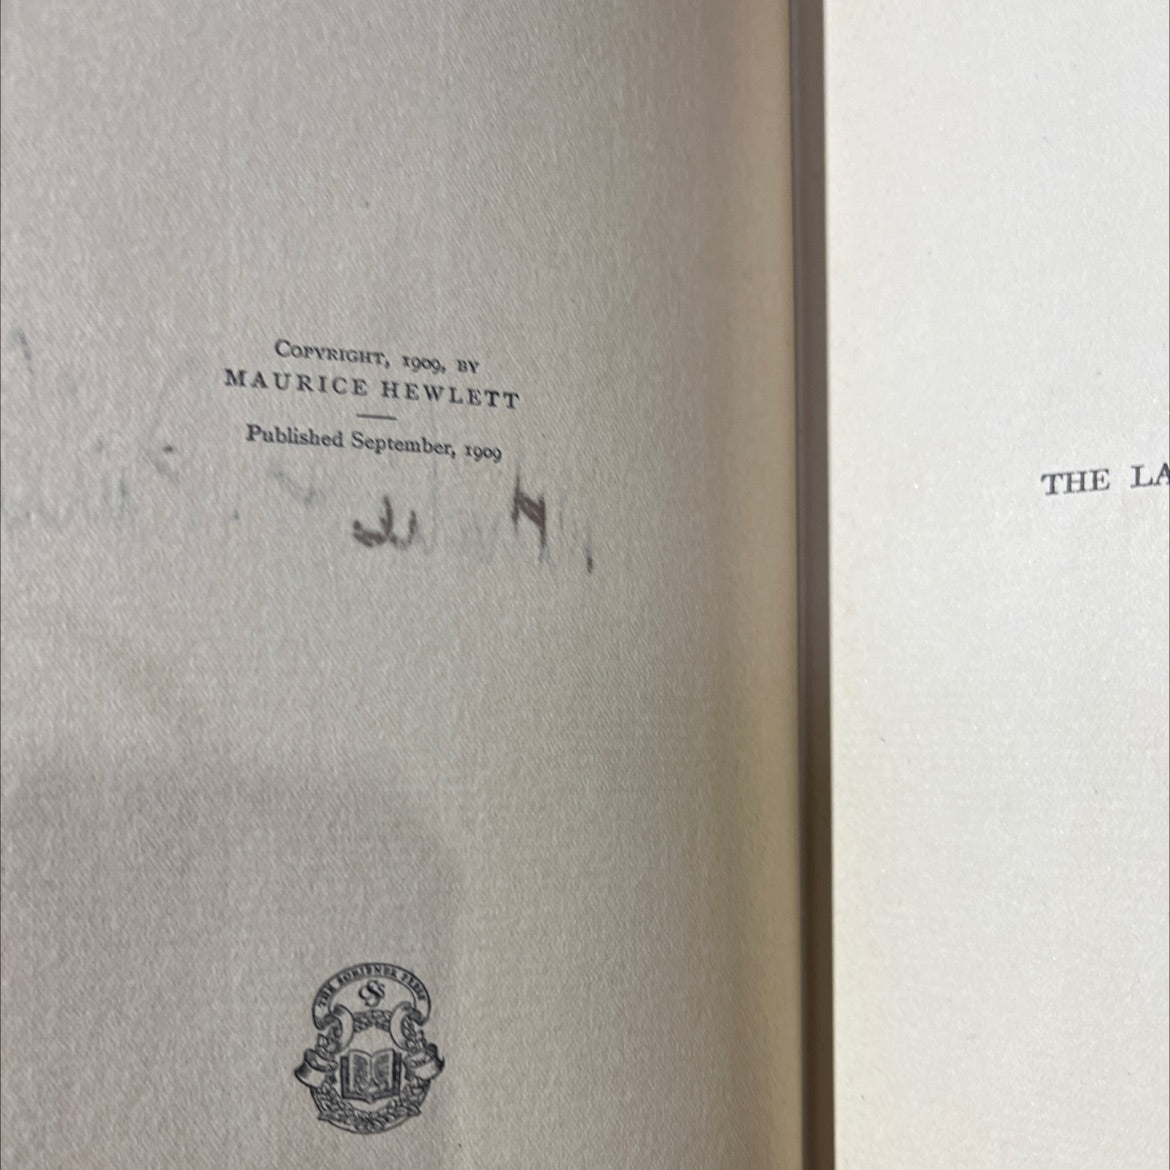 COPYRIGHT, 1909, BY
MAURICE HEWLETT
Published September, 1909
THE SCRIBNER PRESS
THE LA